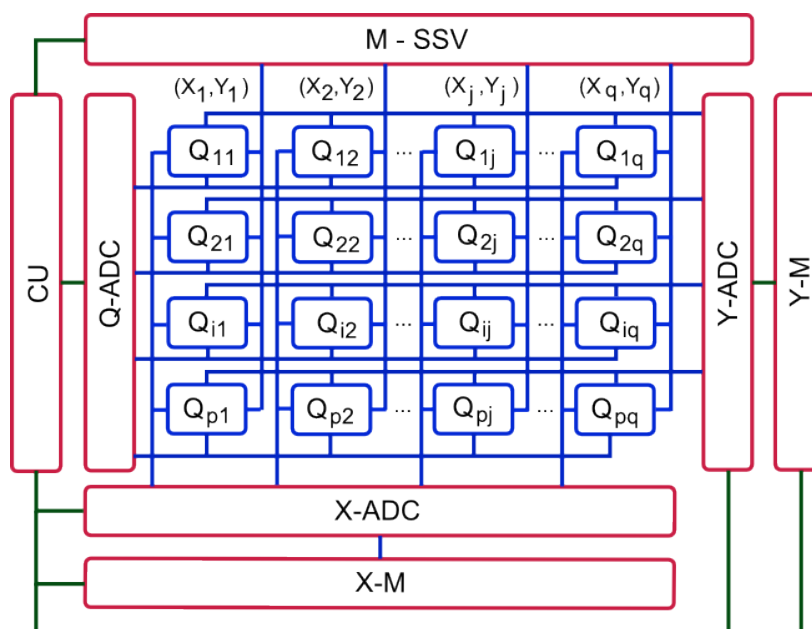 M - SSV
(X1,Y1) (X2,Y2) (Xj,Yj) (Xq,Yq)
Q11 Q12 ... Q1j ... Q1q
Q21 Q22 ... Q2j ... Q2q
Qi1 Qi2 ... Qij ... Qiq
Qp1 Qp2 ... Qpj ... Qpq
CU
Q-ADC
Y-ADC
Y-M
X-ADC
X-M